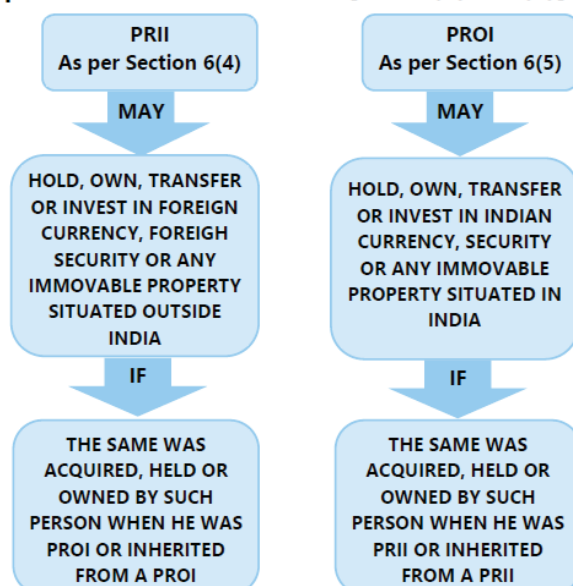 PRII
As per Section 6(4)
MAY
HOLD, OWN, TRANSFER
OR INVEST IN FOREIGN
CURRENCY, FOREIGH
SECURITY OR ANY
IMMOVABLE PROPERTY
SITUATED OUTSIDE
INDIA
IF
THE SAME WAS
ACQUIRED, HELD OR
OWNED BY SUCH
PERSON WHEN HE WAS
PROI OR INHERITED
FROM A PROI
PROI
As per Section 6(5)
MAY
HOLD, OWN, TRANSFER
OR INVEST IN INDIAN
CURRENCY, SECURITY
OR ANY IMMOVABLE
PROPERTY SITUATED IN
INDIA
IF
THE SAME WAS
ACQUIRED, HELD OR
OWNED BY SUCH
PERSON WHEN HE WAS
PRII OR INHERITED
FROM A PRII